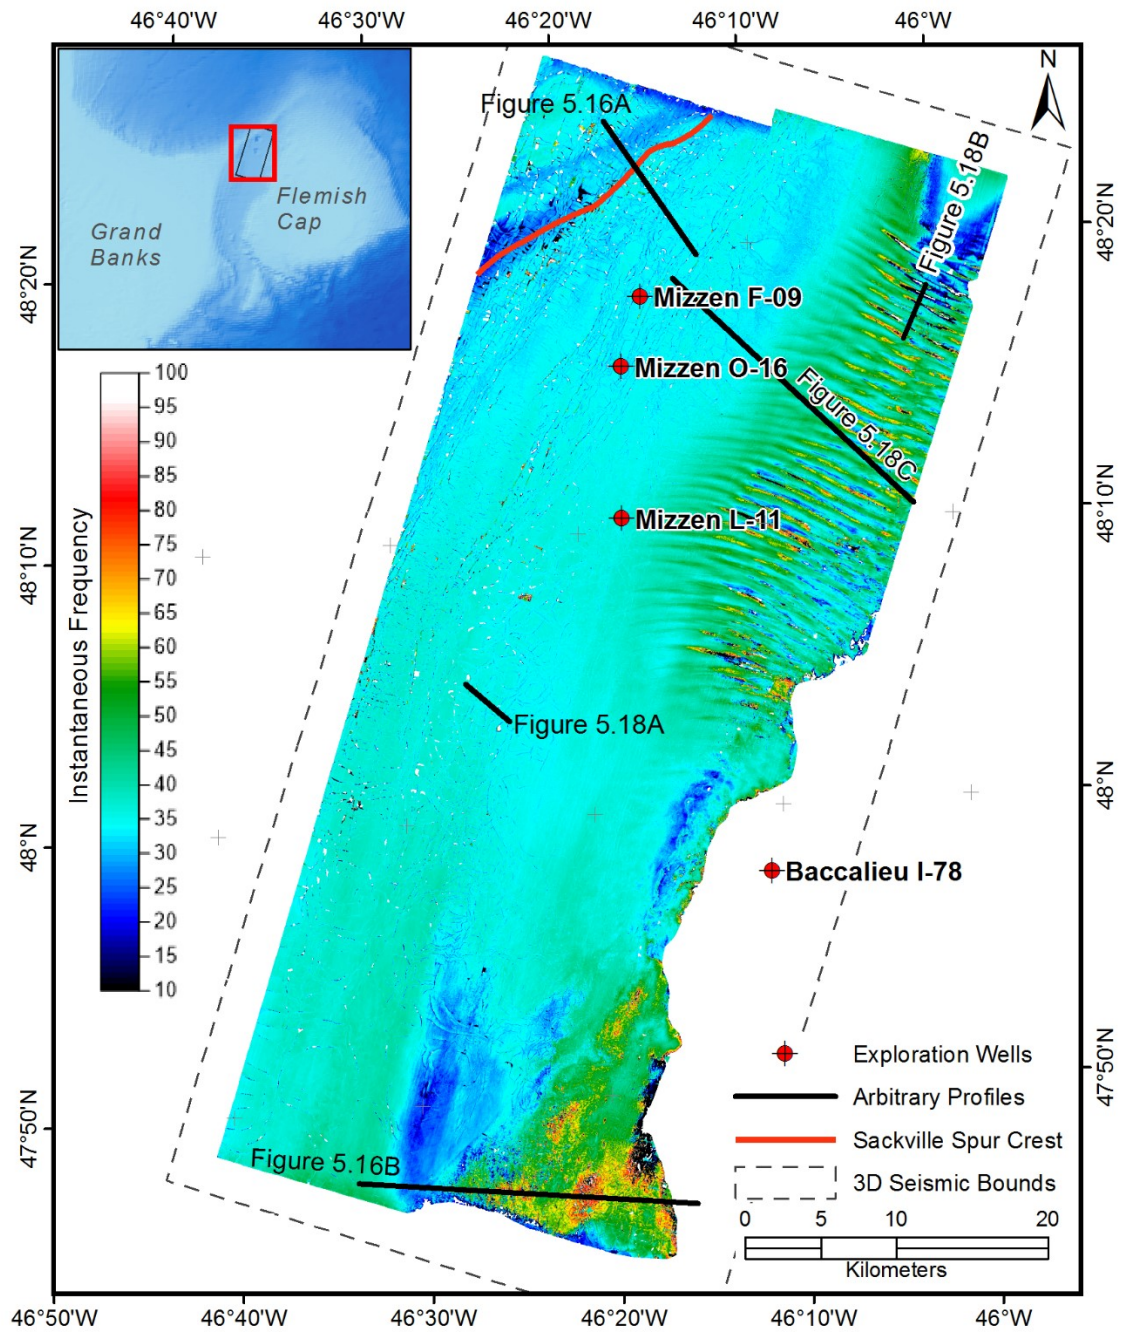 46°40'W 46°30'W 46°20'W 46°10'W 46°W
N
Figure 5.16A
Figure 5.18B
Flemish
Cap
Grand
Banks
48°20'N
48°20'N
Mizzen F-09
Mizzen O-16
Figure 5.18C
Mizzen L-11
48°10'N
48°10'N
Instantaneous Frequency
100
95
90
85
80
75
70
65
60
55
50
45
40
35
30
25
20
15
10
Figure 5.18A
48°N
48°N
Baccalieu I-78
47°50'N
47°50'N
Figure 5.16B
Exploration Wells
Arbitrary Profiles
Sackville Spur Crest
3D Seismic Bounds
0 5 10 20
Kilometers
46°50'W 46°40'W 46°30'W 46°20'W 46°10'W 46°W